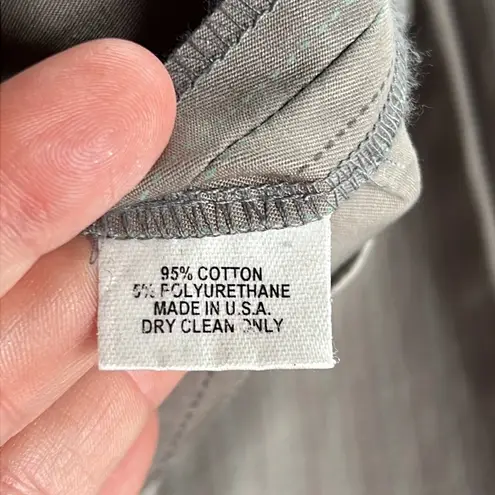 95% COTTON
5% POLYURETHANE
MADE IN U.S.A.
DRY CLEAN ONLY